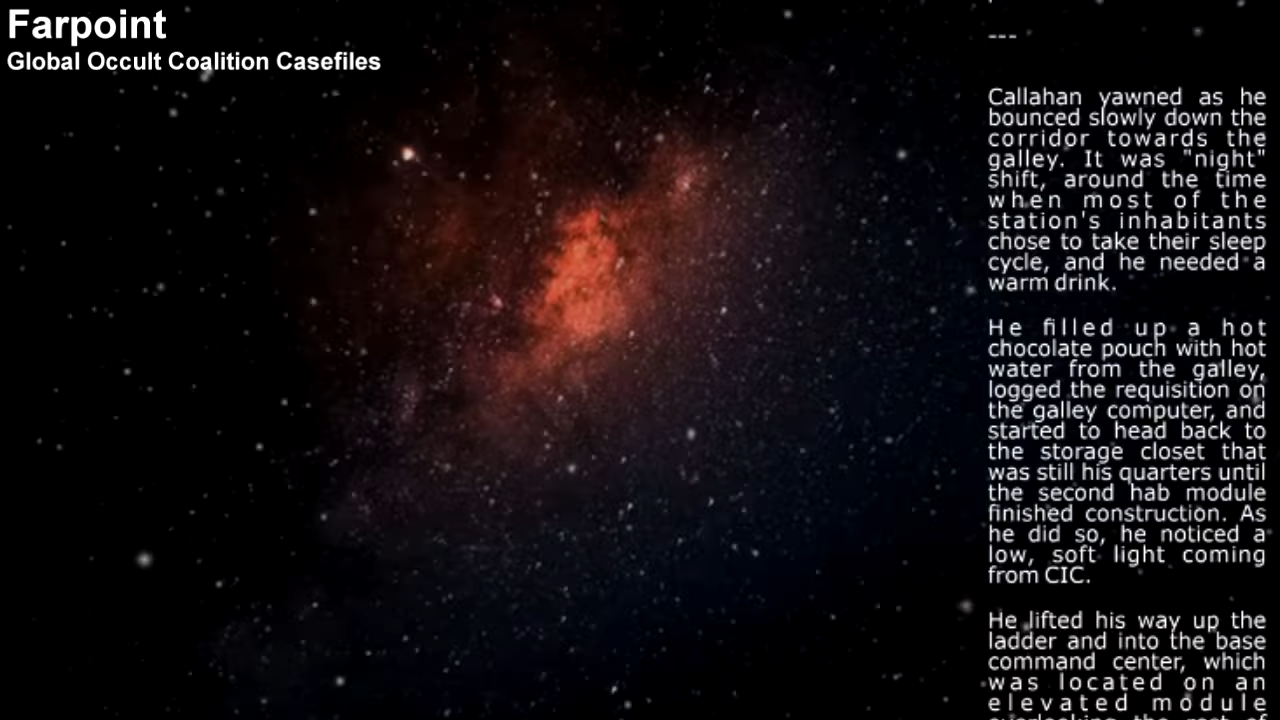 Farpoint
Global Occult Coalition Casefiles
---
Callahan yawned as he
bounced slowly down the
corridor towards the
galley. It was "night"
shift, around the time
when most of the
station's inhabitants
chose to take their sleep
cycle, and he needed a
warm drink.
He filled up a hot
chocolate pouch with hot
water from the galley,
logged the requisition on
the galley computer, and
started to head back to
the storage closet that
was still his quarters until
the second hab module
finished construction. As
he did so, he noticed a
low, soft light coming
from CIC.
He lifted his way up the
ladder and into the base
command center, which
was located on an
elevated module
overlooking the rest of